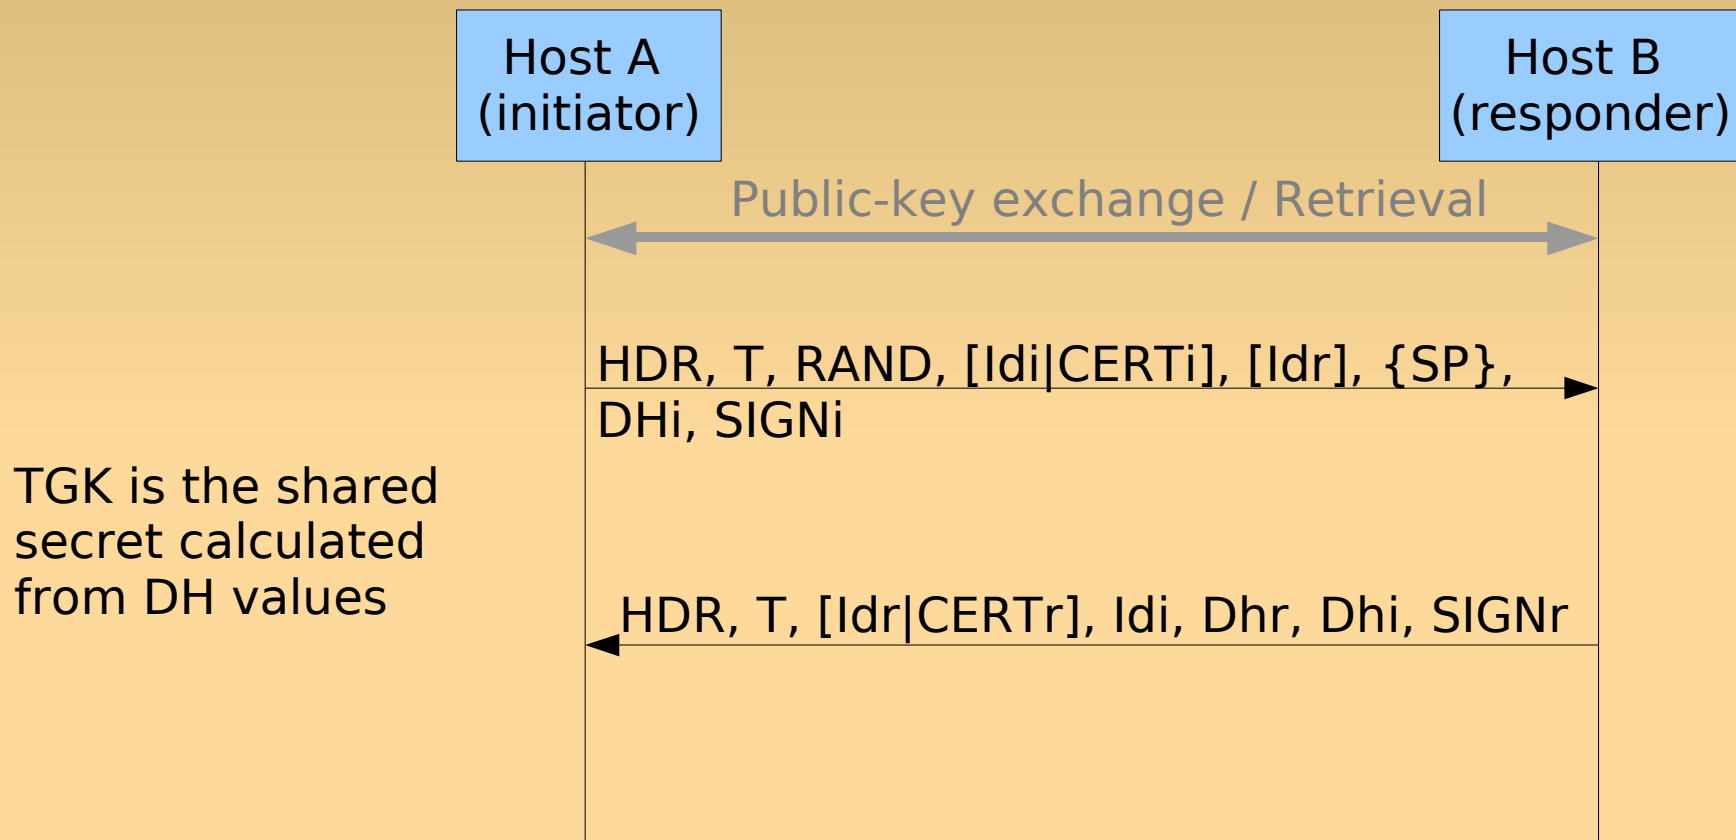 Host A
(initiator)
Host B
(responder)
Public-key exchange / Retrieval
HDR, T, RAND, [Idi|CERTi], [Idr], {SP},
DHi, SIGNi
TGK is the shared
secret calculated
from DH values
HDR, T, [Idr|CERTr], Idi, Dhr, Dhi, SIGNr